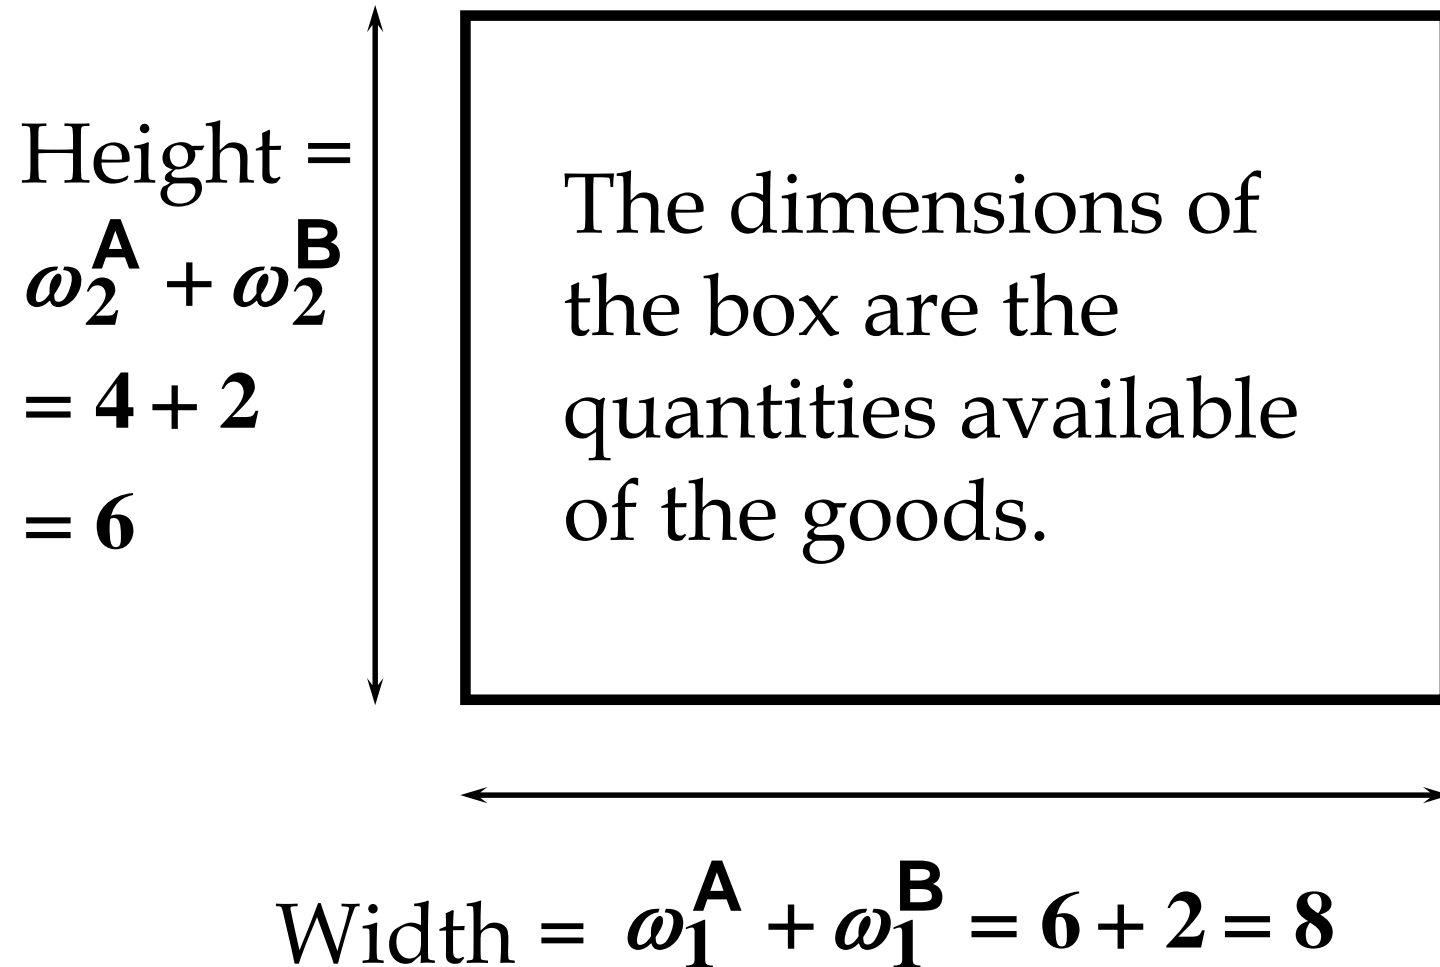 Height =
ω₂ᴬ + ω₂ᴮ
= 4 + 2
= 6
The dimensions of
the box are the
quantities available
of the goods.
Width = ω₁ᴬ + ω₁ᴮ = 6 + 2 = 8